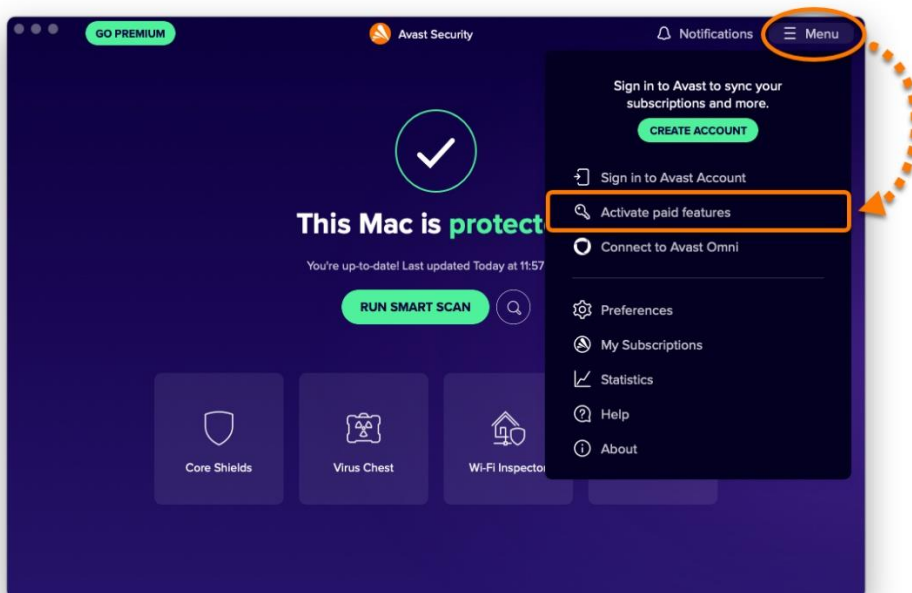 GO PREMIUM
Avast Security
Notifications
Menu
Sign in to Avast to sync your
subscriptions and more.
CREATE ACCOUNT
Sign in to Avast Account
Activate paid features
Connect to Avast Omni
Preferences
My Subscriptions
Statistics
Help
About
This Mac is protect
You're up-to-date! Last updated Today at 11:57
RUN SMART SCAN
Core Shields
Virus Chest
Wi-Fi Inspector